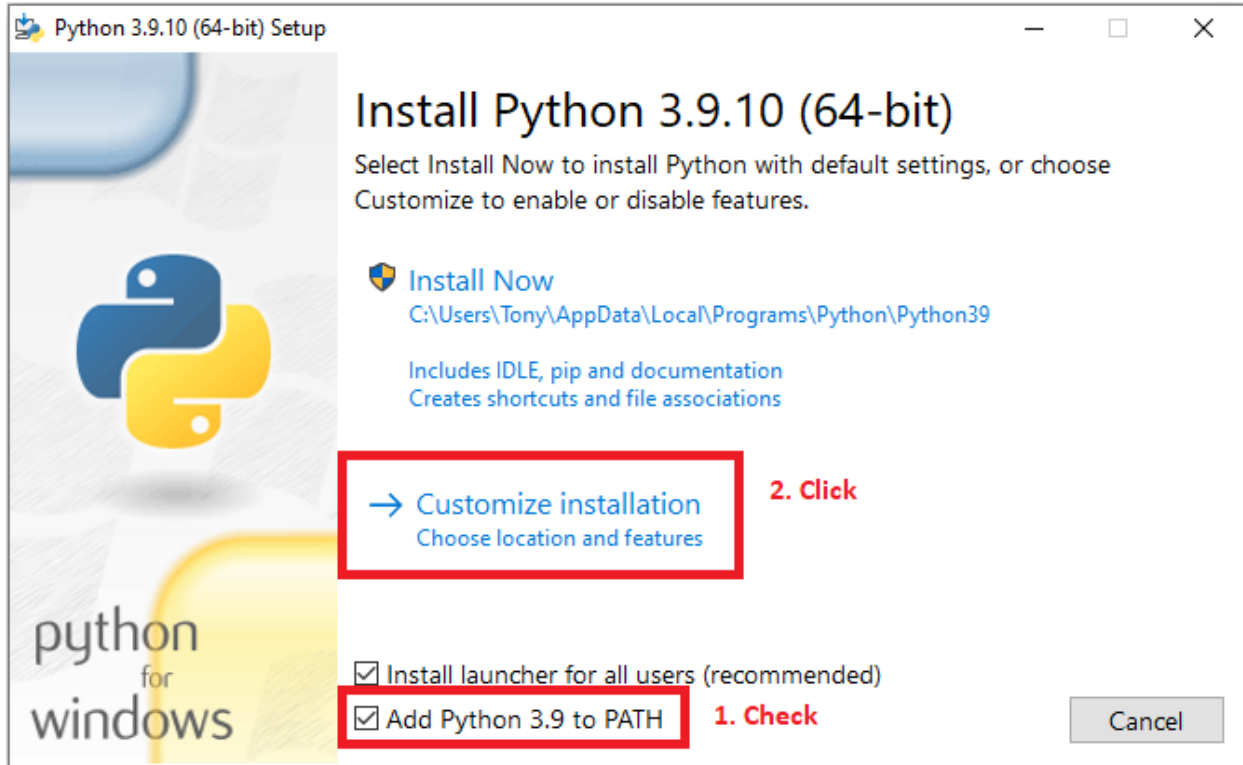 Python 3.9.10 (64-bit) Setup
Install Python 3.9.10 (64-bit)
Select Install Now to install Python with default settings, or choose
Customize to enable or disable features.
Install Now
C:\Users\Tony\AppData\Local\Programs\Python\Python39
Includes IDLE, pip and documentation
Creates shortcuts and file associations
Customize installation
Choose location and features
2. Click
Install launcher for all users (recommended)
Add Python 3.9 to PATH
1. Check
Cancel
python
for
windows